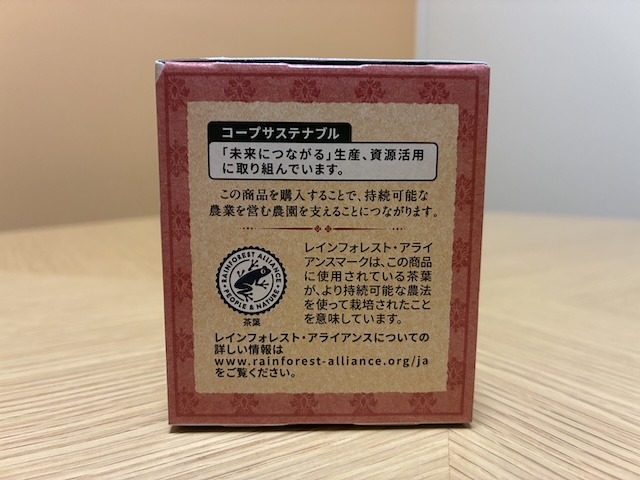 コープサステナブル
「未来につながる」生産、資源活用
に取り組んでいます。
この商品を購入することで、持続可能な
農業を営む農園を支えることにつながります。
レインフォレスト・アライ
アンスマークは、この商品
に使用されている茶葉
が、より持続可能な農法
を使って栽培されたこと
を意味しています。
RAINFOREST ALLIANCE
PEOPLE & NATURE
茶葉
レインフォレスト・アライアンスについての
詳しい情報は
www.rainforest-alliance.org/ja
をご覧ください。